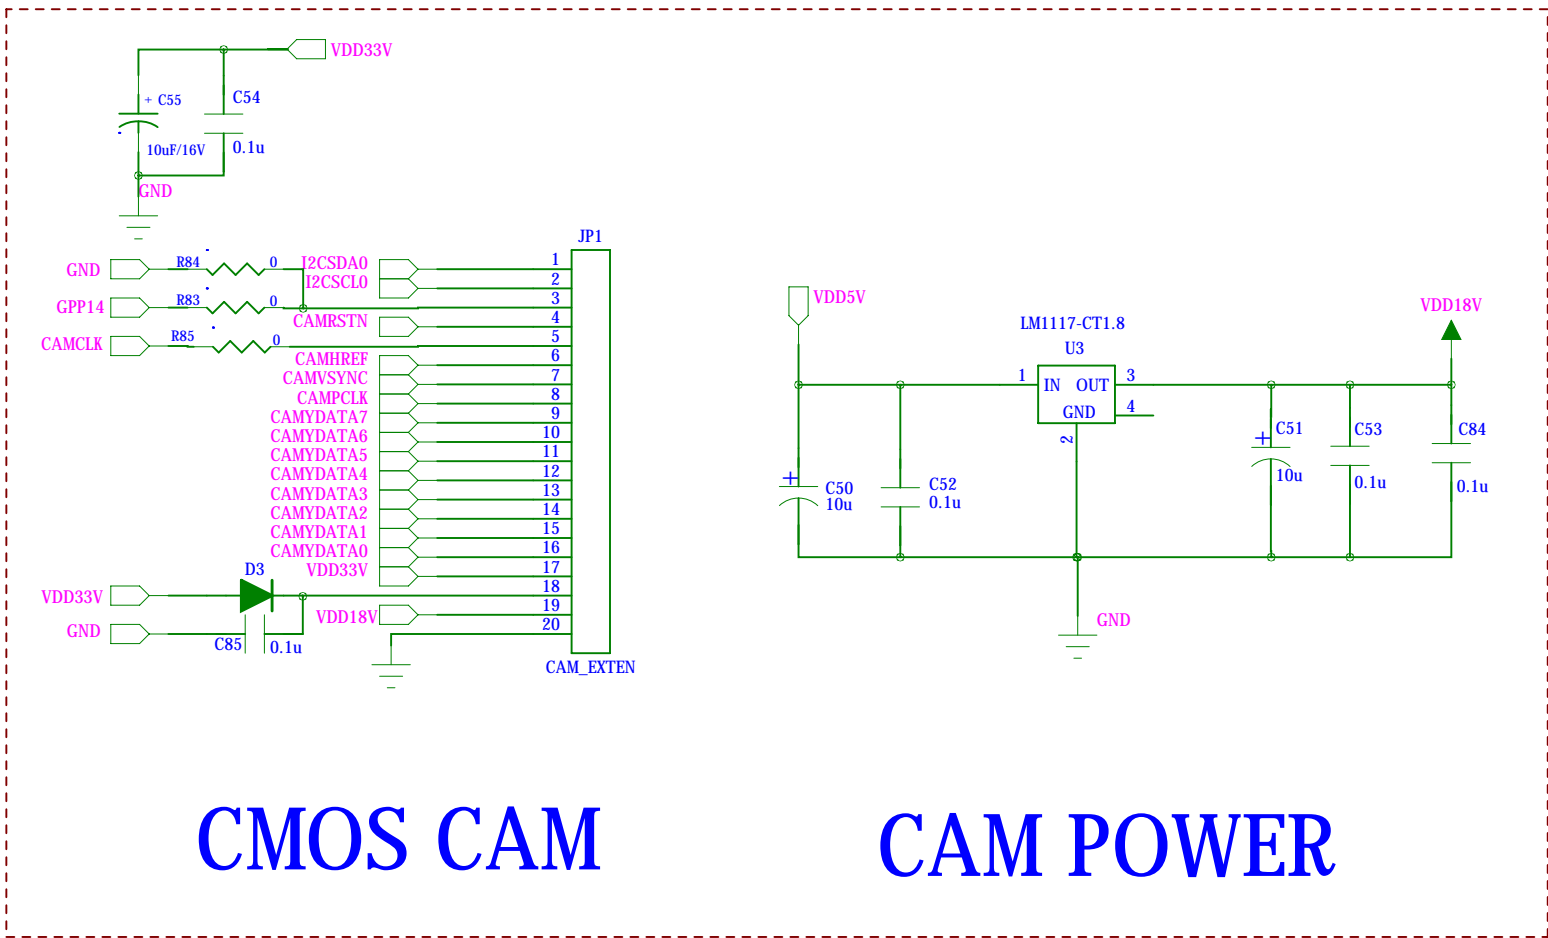 VDD33V
+ C55
C54
10uF/16V
0.1u
GND
JP1
GND
R84
0
I2CSDA0
1
I2CSCL0
2
GPP14
R83
0
3
CAMRSTN
4
CAMCLK
R85
0
5
CAMHREF
6
CAMVSYNC
7
CAMPCLK
8
CAMYDATA7
9
CAMYDATA6
10
CAMYDATA5
11
CAMYDATA4
12
CAMYDATA3
13
CAMYDATA2
14
CAMYDATA1
15
CAMYDATA0
16
VDD33V
17
D3
VDD33V
18
VDD18V
19
GND
C85
0.1u
20
CAM_EXTEN
VDD5V
VDD18V
LM1117-CT1.8
U3
1
IN OUT
3
GND
4
2
+
C50
10u
C52
0.1u
+
C51
10u
C53
0.1u
C84
0.1u
GND
CMOS CAM
CAM POWER